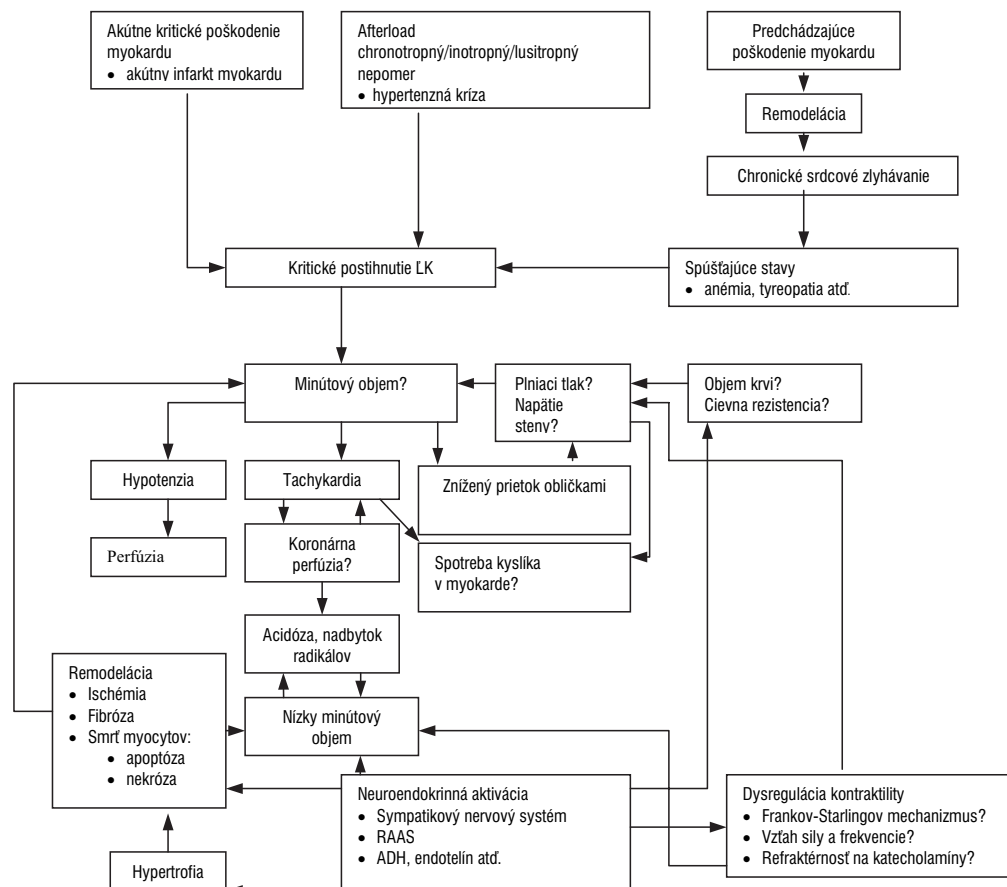 Akútne kritické poškodenie
myokardu
• akútny infarkt myokardu
Afterload
chronotropný/inotropný/lusitropný
nepomer
• hypertenzná kríza
Predchádzajúce
poškodenie myokardu
Remodelácia
Chronické srdcové zlyhávanie
Kritické postihnutie ĽK
Spúšťajúce stavy
• anémia, tyreopatia atď.
Minútový objem?
Plniaci tlak?
Napätie
steny?
Objem krvi?
Cievna rezistencia?
Hypotenzia
Tachykardia
Znížený prietok obličkami
Perfúzia
Koronárna
perfúzia?
Spotreba kyslíka
v myokarde?
Acidóza, nadbytok
radikálov
Remodelácia
• Ischémia
• Fibróza
• Smrť myocytov:
• apoptóza
• nekróza
Nízky minútový
objem
Neuroendokrinná aktivácia
• Sympatikový nervový systém
• RAAS
• ADH, endotelín atď.
Dysregulácia kontraktility
• Frankov-Starlingov mechanizmus?
• Vzťah sily a frekvencie?
• Refraktérnosť na katecholamíny?
Hypertrofia